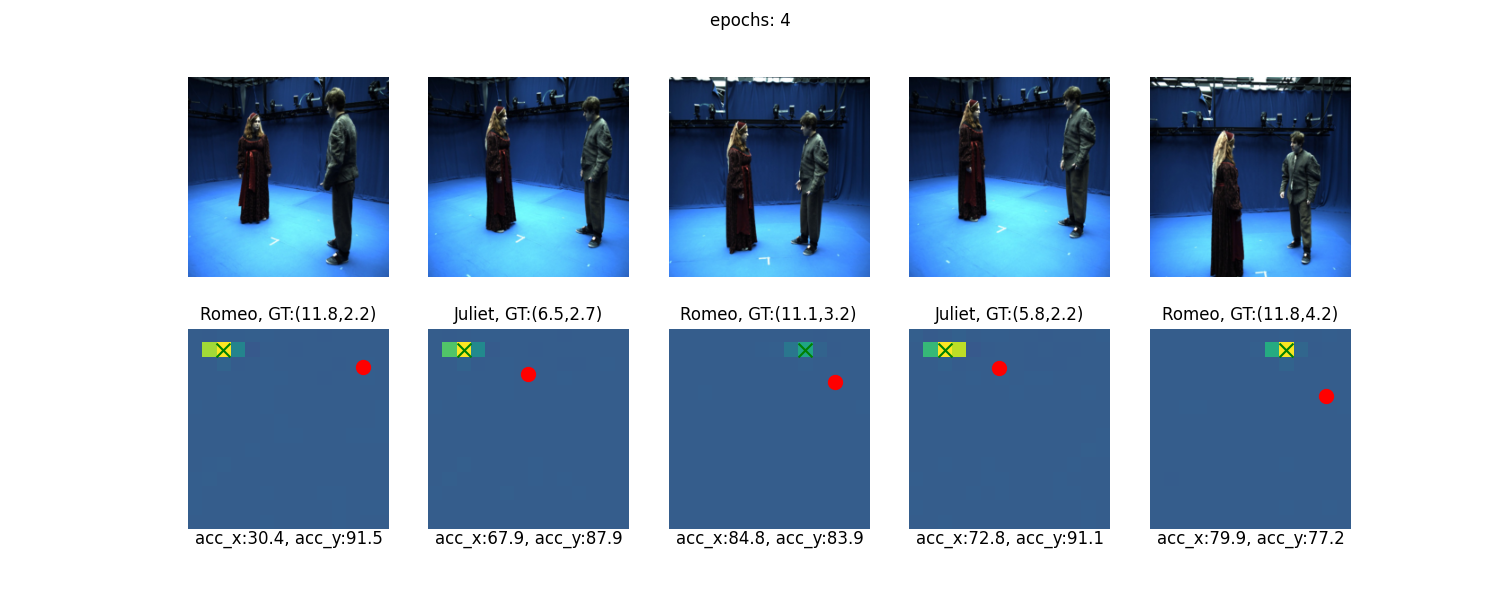 epochs: 4
Romeo, GT:(11.8,2.2)
Juliet, GT:(6.5,2.7)
Romeo, GT:(11.1,3.2)
Juliet, GT:(5.8,2.2)
Romeo, GT:(11.8,4.2)
acc_x:30.4, acc_y:91.5
acc_x:67.9, acc_y:87.9
acc_x:84.8, acc_y:83.9
acc_x:72.8, acc_y:91.1
acc_x:79.9, acc_y:77.2